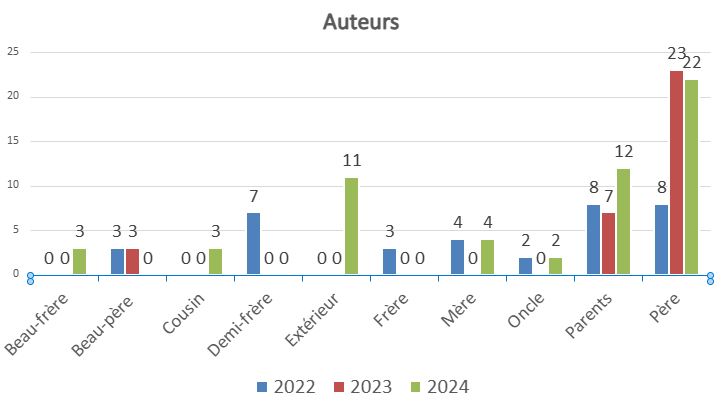 Auteurs
25
20
15
10
5
0
0 0 3
3 3 0
0 0 3
7 0 0
0 0 11
3 0 0
4 0 4
2 0 2
8 7 12
8 23 22
Beau-frère
Beau-père
Cousin
Demi-frère
Extérieur
Frère
Mère
Oncle
Parents
Père
2022 2023 2024